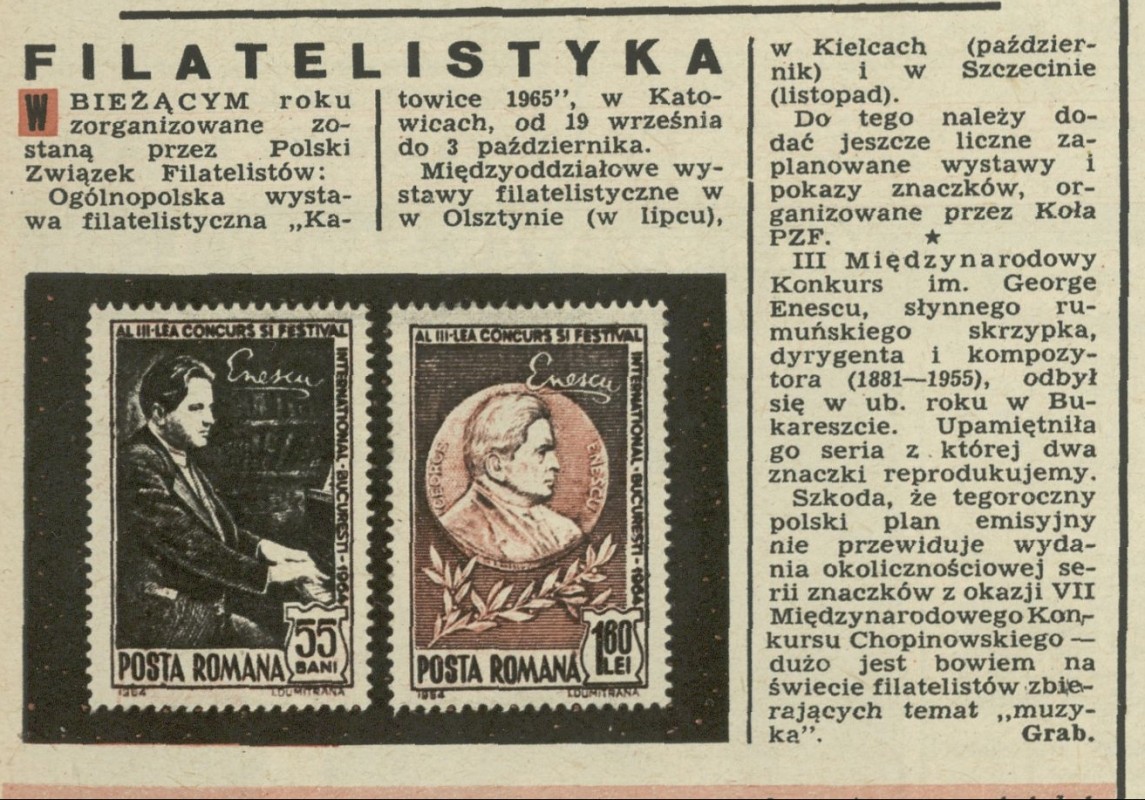 FILATELISTYKA
W BIEŻĄCYM roku
zorganizowane zo-
staną przez Polski
Związek Filatelistów:
Ogólnopolska wysta-
wa filatelistyczna „Ka-
towice 1965”, w Kato-
wicach, od 19 września
do 3 października.
Międzyoddziałowe wy-
stawy filatelistyczne w
w Olsztynie (w lipcu),
w Kielcach (paździer-
nik) i w Szczecinie
(listopad).
Do tego należy do-
dać jeszcze liczne za-
planowane wystawy i
pokazy znaczków, or-
ganizowane przez Koła
PZF. ★
III Międzynarodowy
Konkurs im. George
Enescu, słynnego ru-
muńskiego skrzypka,
dyrygenta i kompozy-
tora (1881—1955), odbył
się w ub. roku w Bu-
kareszcie. Upamiętniła
go seria z której dwa
znaczki reprodukujemy.
Szkoda, że tegoroczny
polski plan emisyjny
nie przewiduje wyda-
nia okolicznościowej se-
rii znaczków z okazji VII
Międzynarodowego Kon-
kursu Chopinowskiego —
dużo jest bowiem na
świecie filatelistów zbie-
rających temat „muzy-
ka”. Grab.
AL III-LEA CONCURS SI FESTIVAL
INTERNATIONAL - BUCURESTI - 1964
Enescu
55
BANI
POSTA ROMANA
1964 I.DUMITRANA
AL III-LEA CONCURS SI FESTIVAL
INTERNATIONAL - BUCURESTI - 1964
Enescu
GEORGE ENESCU
1.60
LEI
POSTA ROMANA
1964 I.DUMITRANA